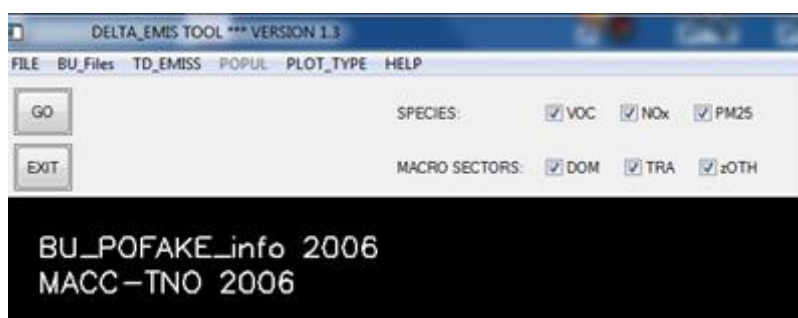 DELTA_EMIS TOOL *** VERSION 1.3
FILE BU_Files TD_EMISS POPUL PLOT_TYPE HELP
GO SPECIES: VOC NOx PM25
EXIT MACRO SECTORS: DOM TRA zOTH
BU_POFAKE_info 2006
MACC-TNO 2006